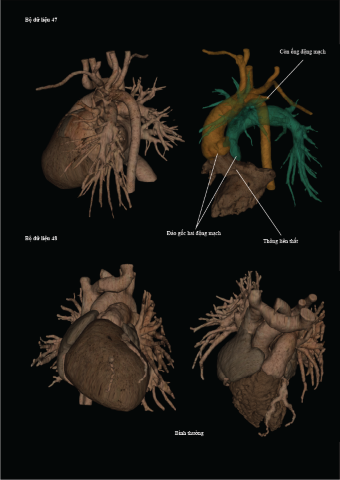 Bộ dữ liệu 47
Còn ống động mạch
Đảo gốc hai động mạch
Thông liên thất
Bộ dữ liệu 48
Bình thường